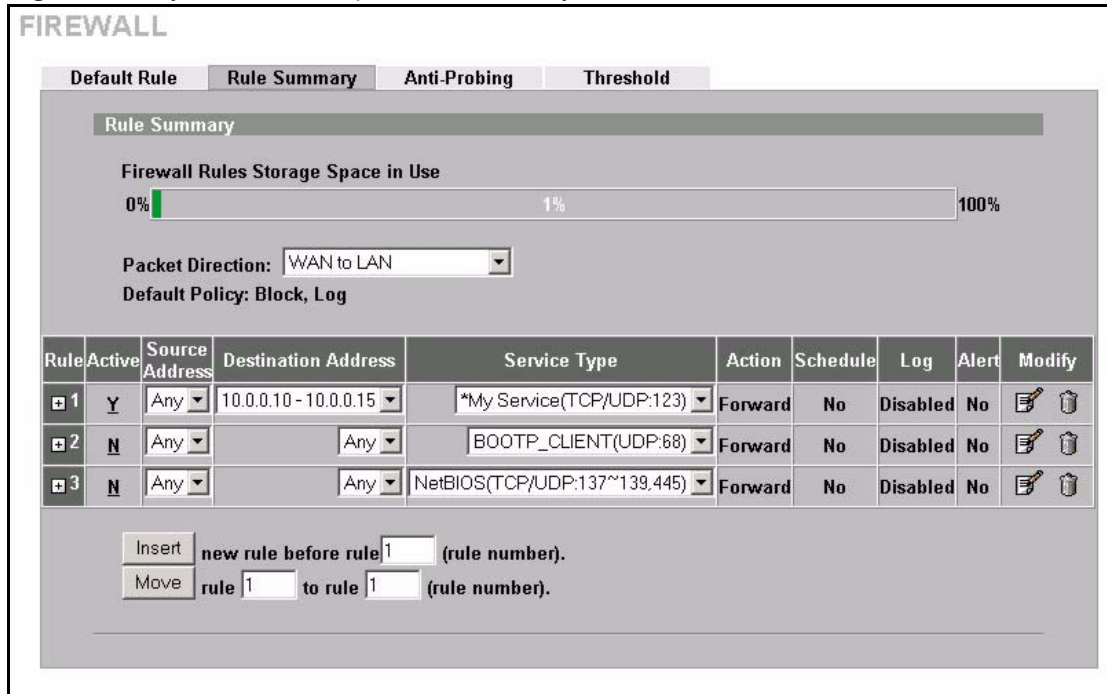 FIREWALL
Default Rule Rule Summary Anti-Probing Threshold
Rule Summary
Firewall Rules Storage Space in Use
0% 1% 100%
Packet Direction: WAN to LAN
Default Policy: Block, Log
Rule Active Source Address Destination Address Service Type Action Schedule Log Alert Modify
1 Y Any 10.0.0.10 - 10.0.0.15 *My Service(TCP/UDP:123) Forward No Disabled No
2 N Any Any BOOTP_CLIENT(UDP:68) Forward No Disabled No
3 N Any Any NetBIOS(TCP/UDP:137~139,445) Forward No Disabled No
Insert new rule before rule 1 (rule number).
Move rule 1 to rule 1 (rule number).